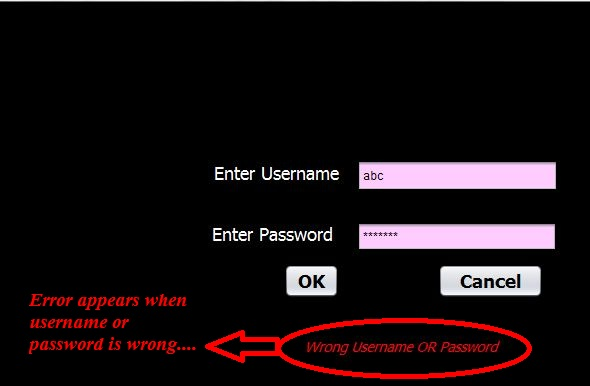 Enter Username abc
Enter Password *******
OK Cancel
Error appears when
username or
password is wrong....
Wrong Username OR Password